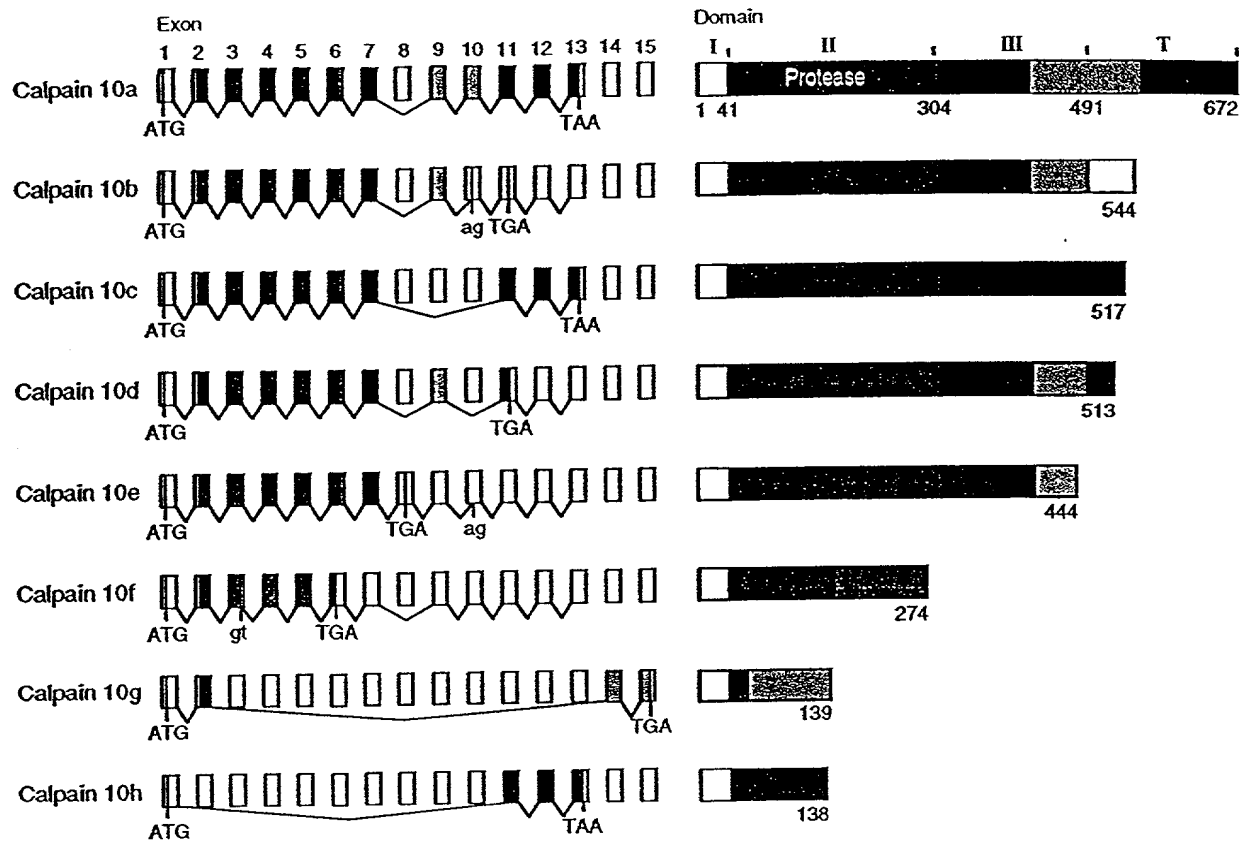 Exon
1 2 3 4 5 6 7 8 9 10 11 12 13 14 15
Domain
I II III T
Calpain 10a
ATG TAA
Protease
1 41 304 491 672
Calpain 10b
ATG ag TGA
544
Calpain 10c
ATG TAA
517
Calpain 10d
ATG TGA
513
Calpain 10e
ATG TGA ag
444
Calpain 10f
ATG gt TGA
274
Calpain 10g
ATG TGA
139
Calpain 10h
ATG TAA
138